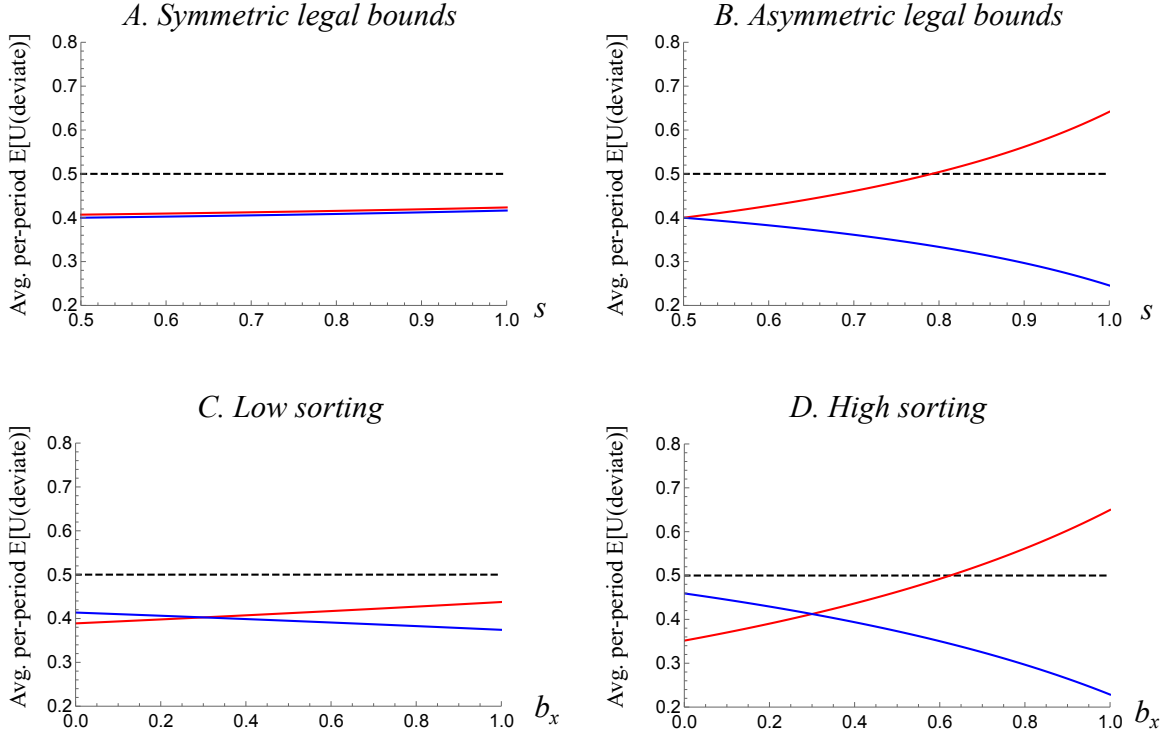 A. Symmetric legal bounds
Avg. per-period E[U(deviate)]
0.8
0.7
0.6
0.5
0.4
0.3
0.2
0.5 0.6 0.7 0.8 0.9 1.0
s
B. Asymmetric legal bounds
Avg. per-period E[U(deviate)]
0.8
0.7
0.6
0.5
0.4
0.3
0.2
0.5 0.6 0.7 0.8 0.9 1.0
s
C. Low sorting
Avg. per-period E[U(deviate)]
0.8
0.7
0.6
0.5
0.4
0.3
0.2
0.0 0.2 0.4 0.6 0.8 1.0
b_x
D. High sorting
Avg. per-period E[U(deviate)]
0.8
0.7
0.6
0.5
0.4
0.3
0.2
0.0 0.2 0.4 0.6 0.8 1.0
b_x